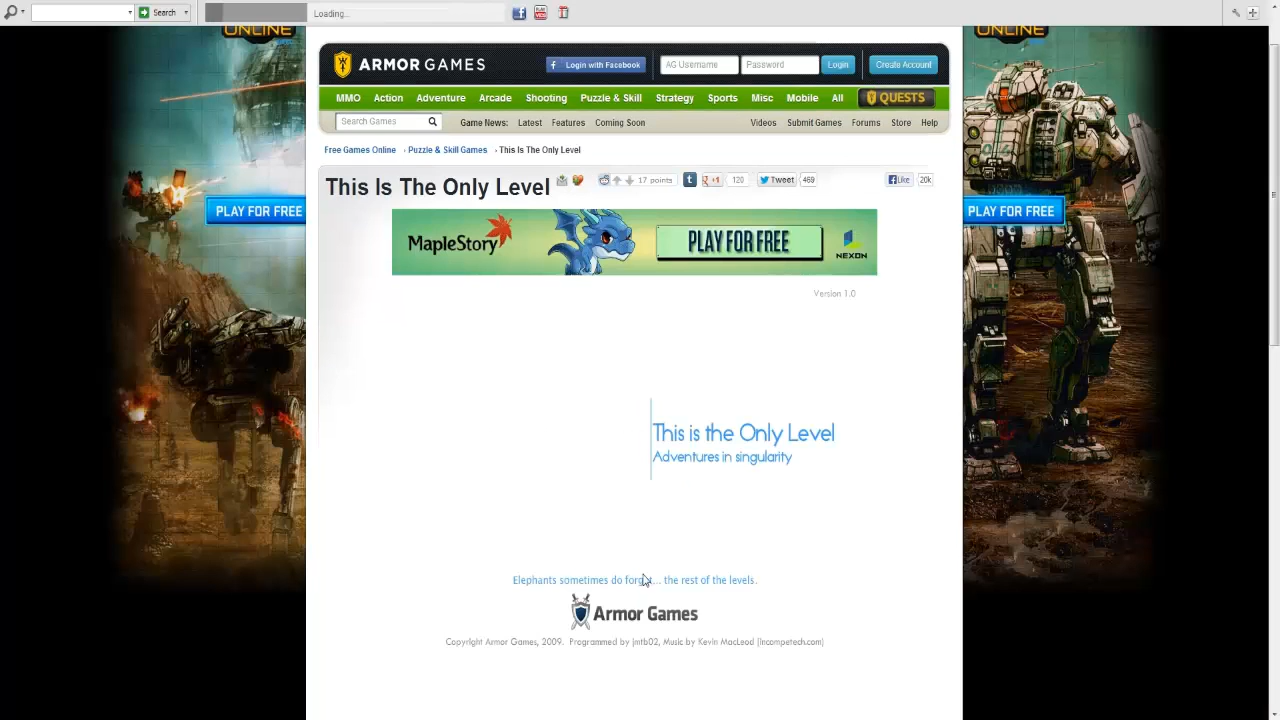 Search
Loading...
ONLINE
ONLINE
ARMOR GAMES
Login with Facebook
AG Username
Password
Login
Create Account
MMO Action Adventure Arcade Shooting Puzzle & Skill Strategy Sports Misc Mobile All QUESTS
Search Games
Game News: Latest Features Coming Soon
Videos Submit Games Forums Store Help
Free Games Online Puzzle & Skill Games This Is The Only Level
This Is The Only Level
17 points
t
+1
120
Tweet
469
Like
20k
PLAY FOR FREE
PLAY FOR FREE
MapleStory
PLAY FOR FREE
NEXON
Version 1.0
This is the Only Level
Adventures in singularity
Elephants sometimes do forget... the rest of the levels.
Armor Games
Copyright Armor Games, 2009. Programed by jmtb02, Music by Kevin MacLeod (incompetech.com)